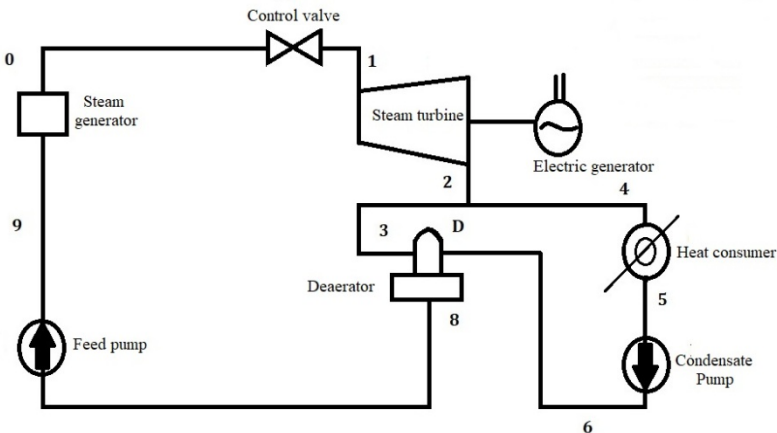 Control valve
0
1
Steam
generator
Steam turbine
Electric generator
2
4
9
3
D
Heat consumer
Deaerator
5
8
Feed pump
Condensate
Pump
6